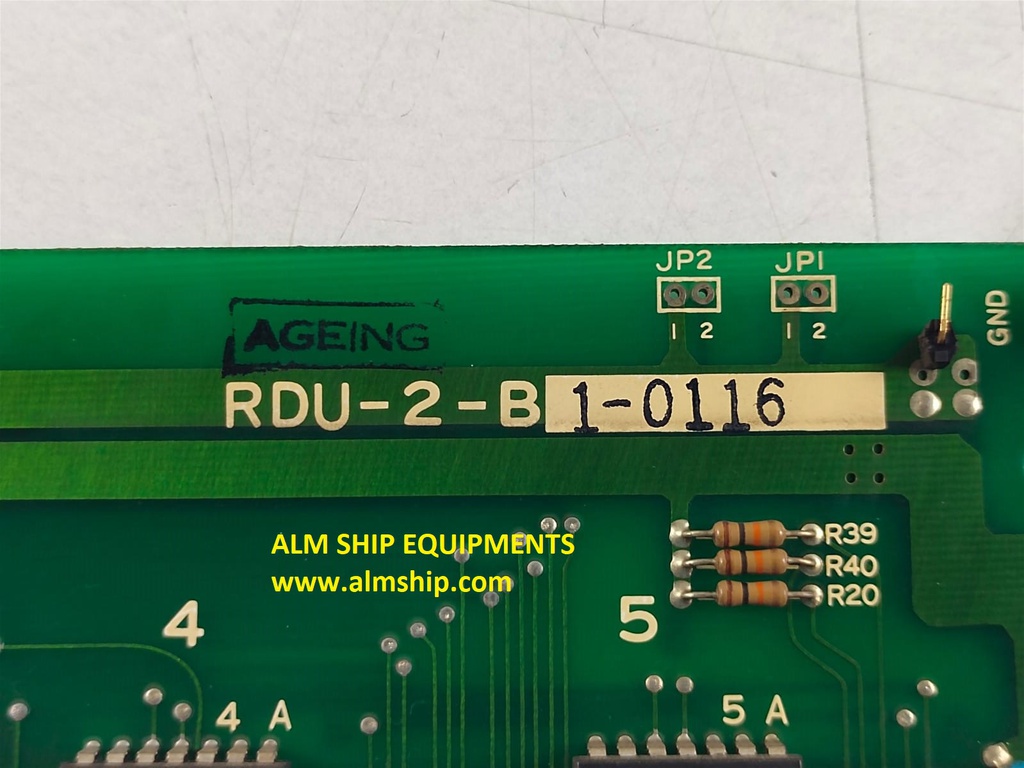 JP2 JP1
1 2 1 2
GND
AGEING
RDU-2-B 1-0116
R39
ALM SHIP EQUIPMENTS
R40
www.almship.com
R20
4 5
4 A 5 A